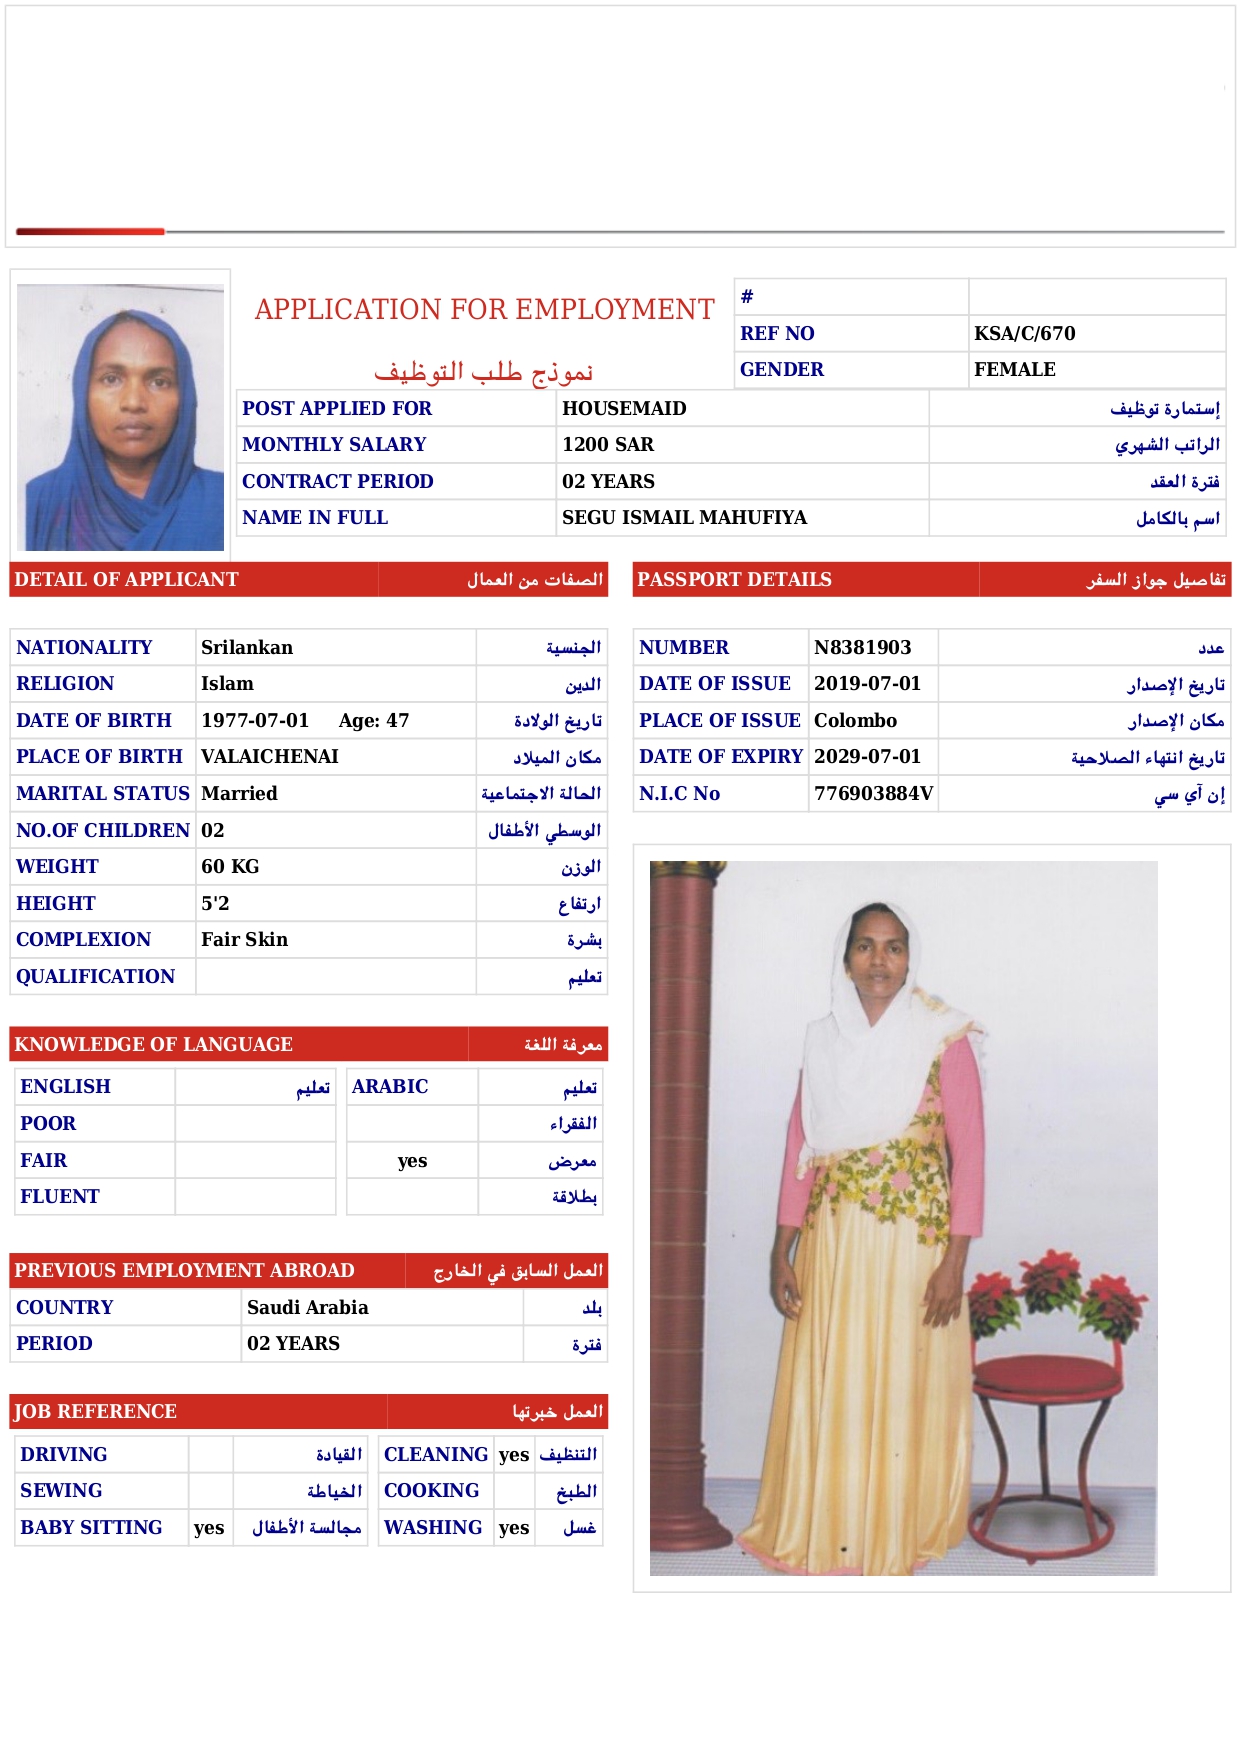 APPLICATION FOR EMPLOYMENT
نموذج طلب التوظيف
#
REF NO KSA/C/670
GENDER FEMALE
POST APPLIED FOR HOUSEMAID إستمارة توظيف
MONTHLY SALARY 1200 SAR الراتب الشهري
CONTRACT PERIOD 02 YEARS فترة العقد
NAME IN FULL SEGU ISMAIL MAHUFIYA اسم بالكامل
DETAIL OF APPLICANT الصفات من العمال
NATIONALITY Srilankan الجنسية
RELIGION Islam الدين
DATE OF BIRTH 1977-07-01 Age: 47 تاريخ الولادة
PLACE OF BIRTH VALAICHENAI مكان الميلاد
MARITAL STATUS Married الحالة الاجتماعية
NO.OF CHILDREN 02 الوسطي الأطفال
WEIGHT 60 KG الوزن
HEIGHT 5'2 ارتفاع
COMPLEXION Fair Skin بشرة
QUALIFICATION تعليم
KNOWLEDGE OF LANGUAGE معرفة اللغة
ENGLISH تعليم ARABIC تعليم
POOR الفقراء
FAIR yes معرض
FLUENT بطلاقة
PREVIOUS EMPLOYMENT ABROAD العمل السابق في الخارج
COUNTRY Saudi Arabia بلد
PERIOD 02 YEARS فترة
JOB REFERENCE العمل خبرتها
DRIVING القيادة CLEANING yes التنظيف
SEWING الخياطة COOKING الطبخ
BABY SITTING yes مجالسة الأطفال WASHING yes غسل
PASSPORT DETAILS تفاصيل جواز السفر
NUMBER N8381903 عدد
DATE OF ISSUE 2019-07-01 تاريخ الإصدار
PLACE OF ISSUE Colombo مكان الإصدار
DATE OF EXPIRY 2029-07-01 تاريخ انتهاء الصلاحية
N.I.C No 776903884V إن آي سي